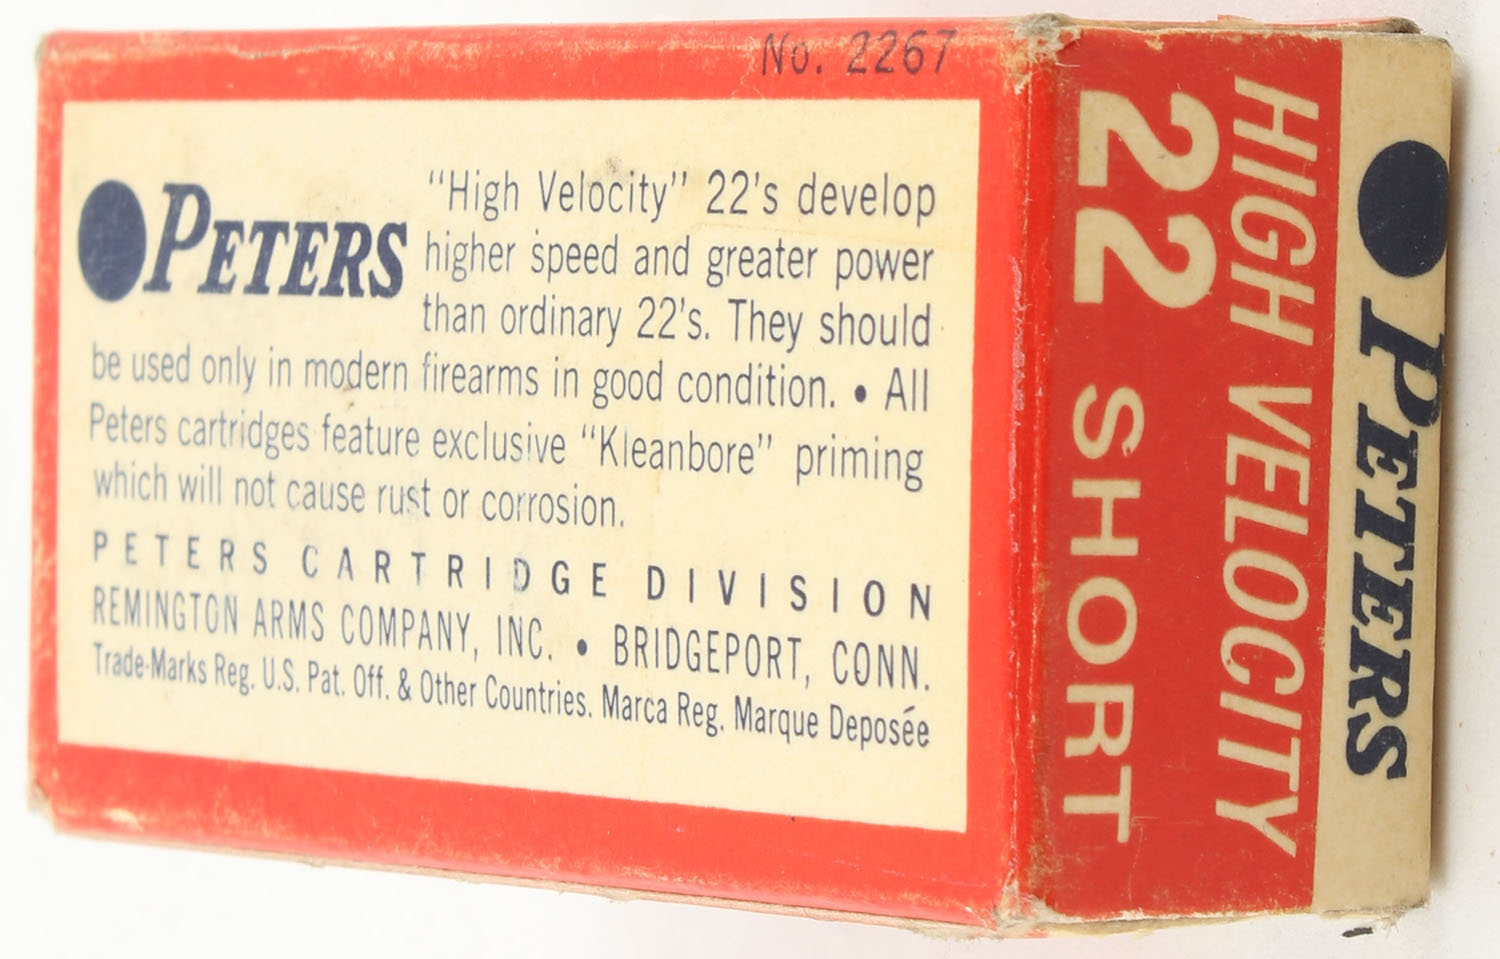 No. 2267
PETERS
"High Velocity" 22's develop
higher speed and greater power
than ordinary 22's. They should
be used only in modern firearms in good condition. • All
Peters cartridges feature exclusive "Kleanbore" priming
which will not cause rust or corrosion.
PETERS CARTRIDGE DIVISION
REMINGTON ARMS COMPANY, INC. • BRIDGEPORT, CONN.
Trade-Marks Reg. U.S. Pat. Off. & Other Countries. Marca Reg. Marque Deposée
PETERS
HIGH VELOCITY
22 SHORT